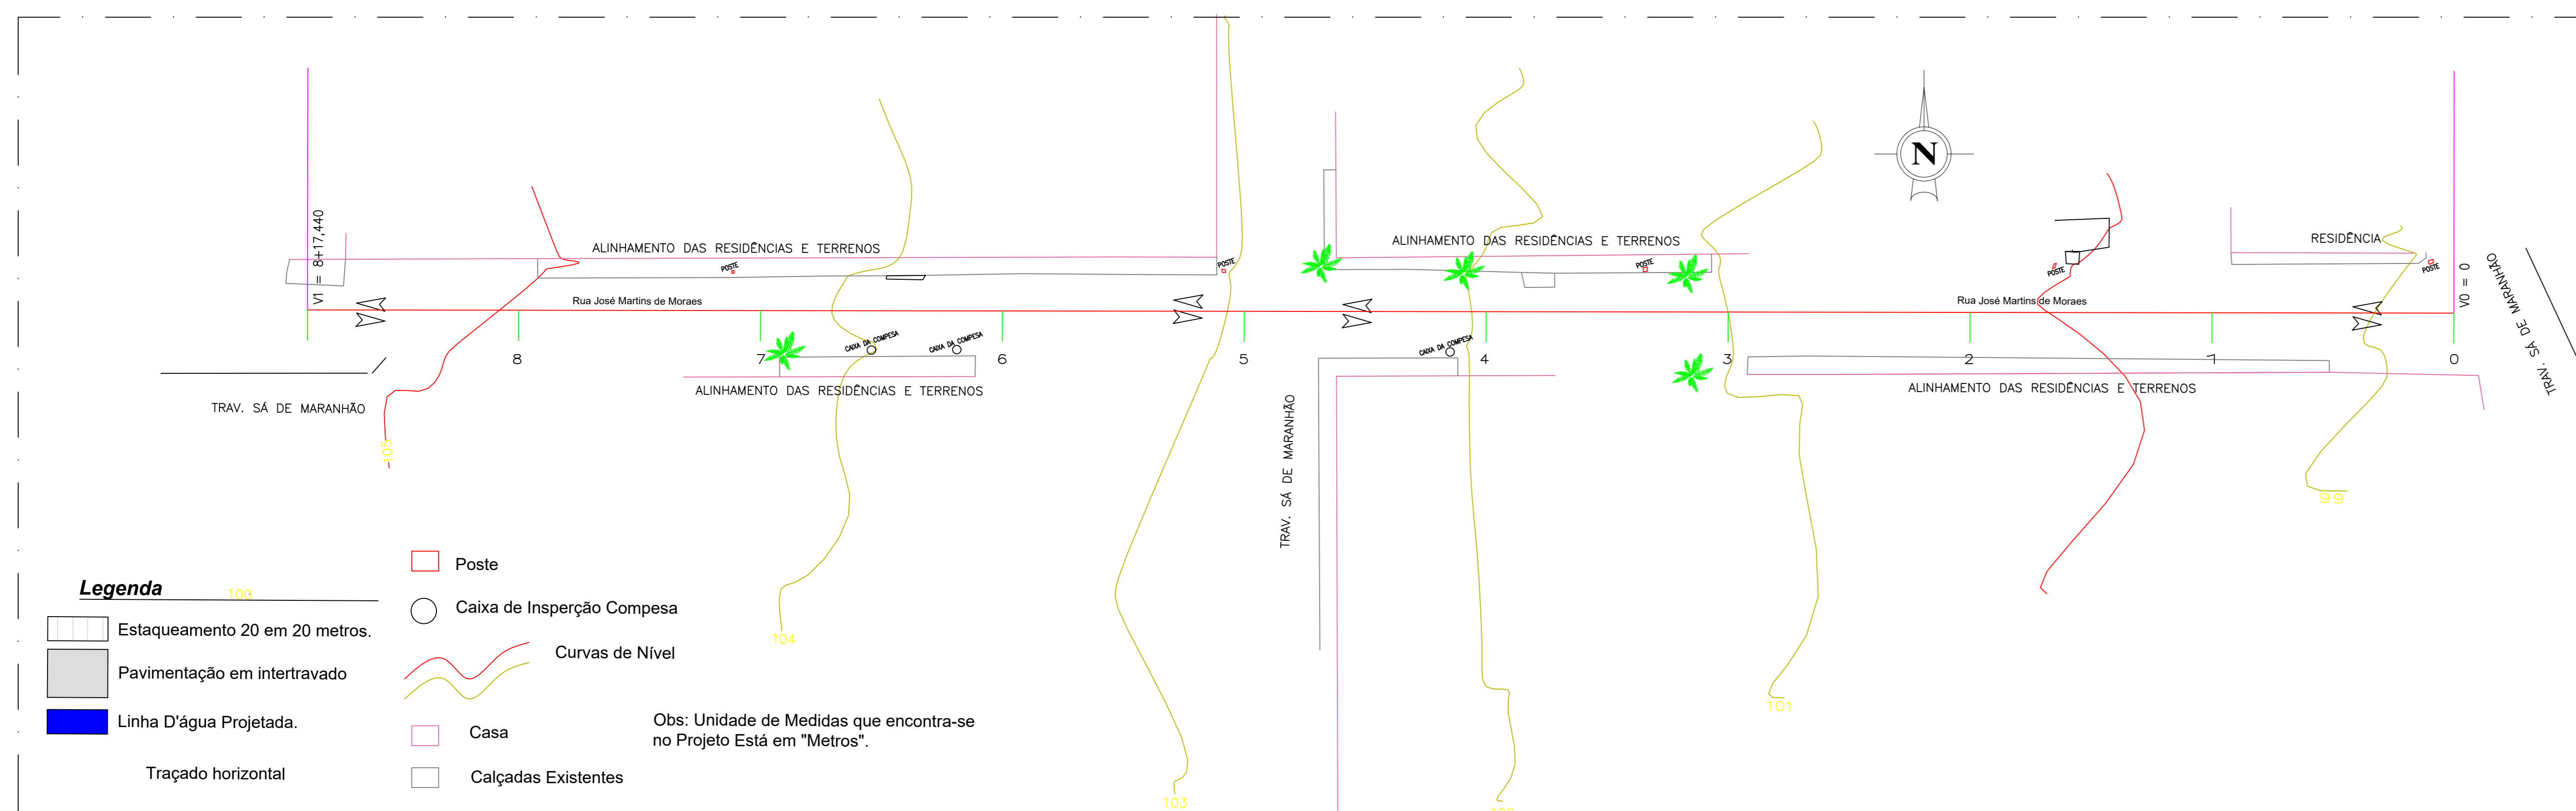 N
V1 = 8+17,440
ALINHAMENTO DAS RESIDÊNCIAS E TERRENOS
ALINHAMENTO DAS RESIDÊNCIAS E TERRENOS
RESIDÊNCIA
POSTE
POSTE
POSTE
POSTE
POSTE
V0 = 0
TRAV. SÁ DE MARANHÃO
Rua José Martins de Moraes
Rua José Martins de Moraes
CAIXA DA COMPESA
CAIXA DA COMPESA
CAIXA DA COMPESA
8
7
6
5
4
3
2
1
0
TRAV. SÁ DE MARANHÃO
ALINHAMENTO DAS RESIDÊNCIAS E TERRENOS
ALINHAMENTO DAS RESIDÊNCIAS E TERRENOS
TRAV. SÁ DE MARANHÃO
105
99
104
101
103
102
100
Legenda
Estaqueamento 20 em 20 metros.
Pavimentação em intertravado
Linha D'água Projetada.
Traçado horizontal
Poste
Caixa de Insperção Compesa
Curvas de Nível
Casa
Calçadas Existentes
Obs: Unidade de Medidas que encontra-se
no Projeto Está em "Metros".